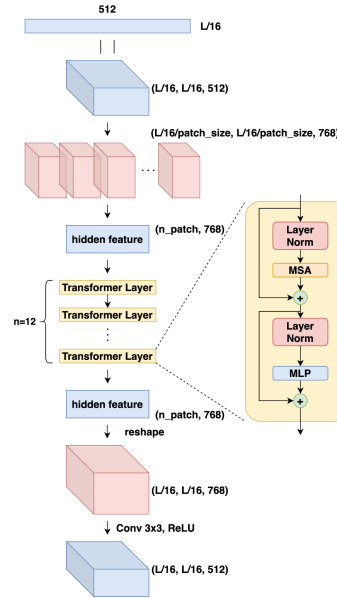 512
L/16
(L/16, L/16, 512)
(L/16/patch_size, L/16/patch_size, 768)
...
hidden feature
(n_patch, 768)
Transformer Layer
Transformer Layer
n=12
Transformer Layer
hidden feature
(n_patch, 768)
reshape
(L/16, L/16, 768)
Conv 3x3, ReLU
(L/16, L/16, 512)
Layer
Norm
MSA
+
Layer
Norm
MLP
+